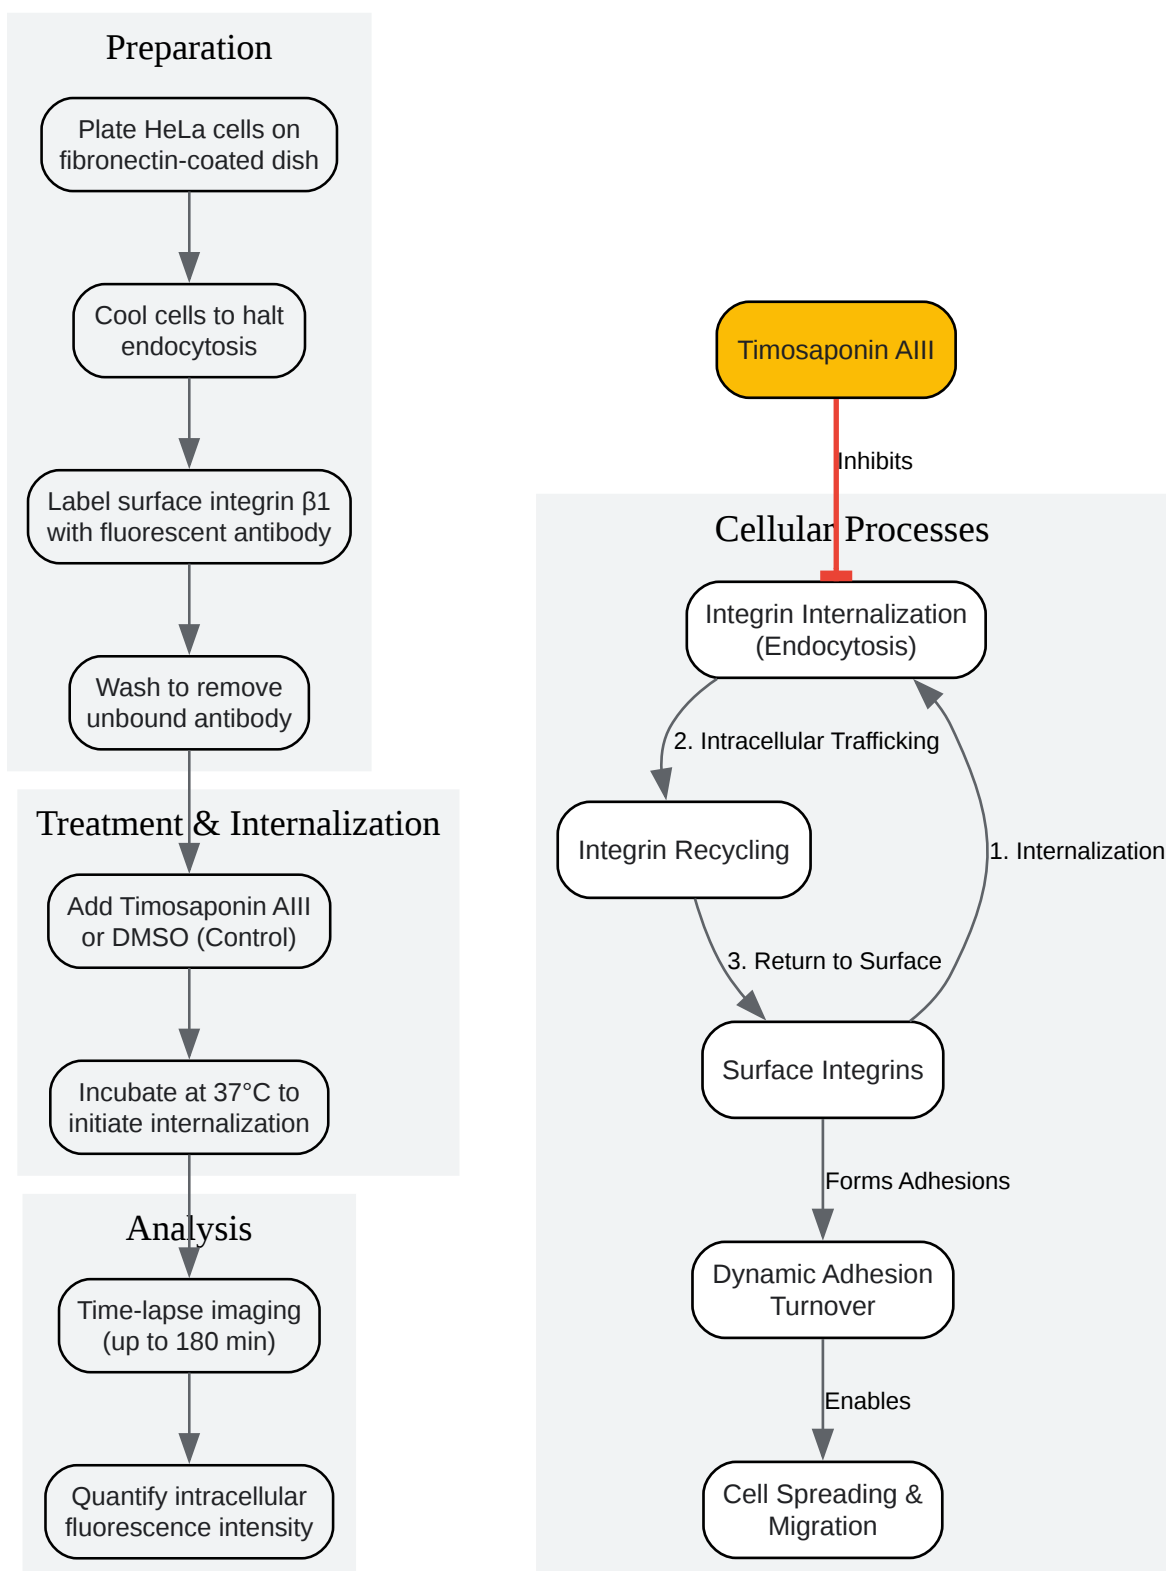 Preparation
Plate HeLa cells on
fibronectin-coated dish
Cool cells to halt
endocytosis
Label surface integrin β1
with fluorescent antibody
Wash to remove
unbound antibody
Treatment & Internalization
Add Timosaponin AIII
or DMSO (Control)
Incubate at 37°C to
initiate internalization
Analysis
Time-lapse imaging
(up to 180 min)
Quantify intracellular
fluorescence intensity
Timosaponin AIII
Inhibits
Cellular Processes
Integrin Internalization
(Endocytosis)
2. Intracellular Trafficking
Integrin Recycling
1. Internalization
3. Return to Surface
Surface Integrins
Forms Adhesions
Dynamic Adhesion
Turnover
Enables
Cell Spreading &
Migration